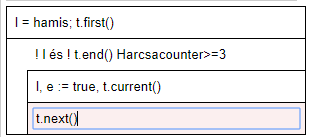 l = hamis; t.first()
! l és ! t.end() Harcsacounter>=3
l, e := true, t.current()
t.next()